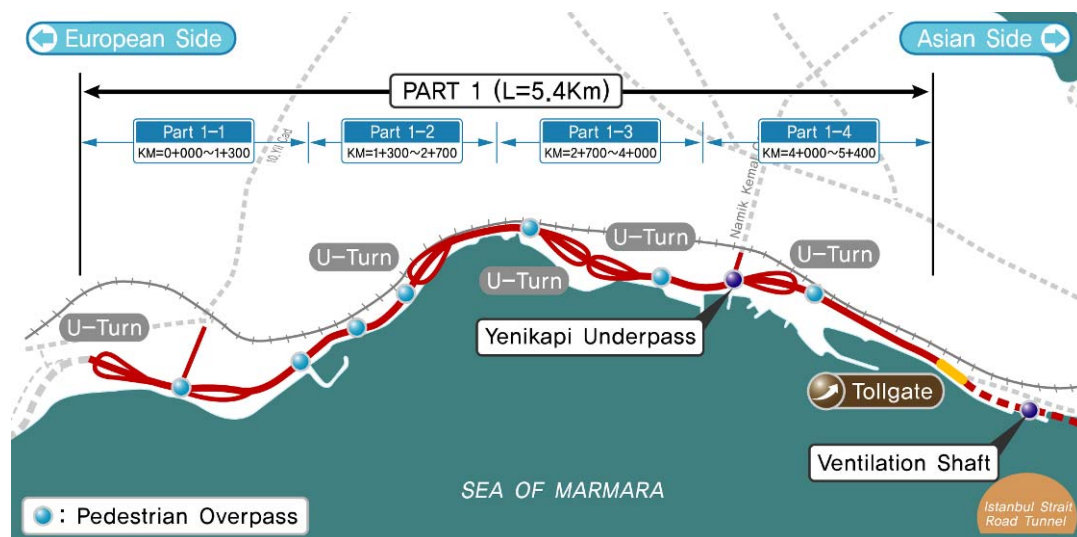 European Side
Asian Side
PART 1 (L=5.4Km)
Part 1-1
KM=0+000~1+300
Part 1-2
KM=1+300~2+700
Part 1-3
KM=2+700~4+000
Part 1-4
KM=4+000~5+400
10.Yil Cad
Namik Kemal C
U-Turn
U-Turn
U-Turn
U-Turn
U-Turn
Yenikapi Underpass
Tollgate
Ventilation Shaft
SEA OF MARMARA
Istanbul Strait
Road Tunnel
: Pedestrian Overpass